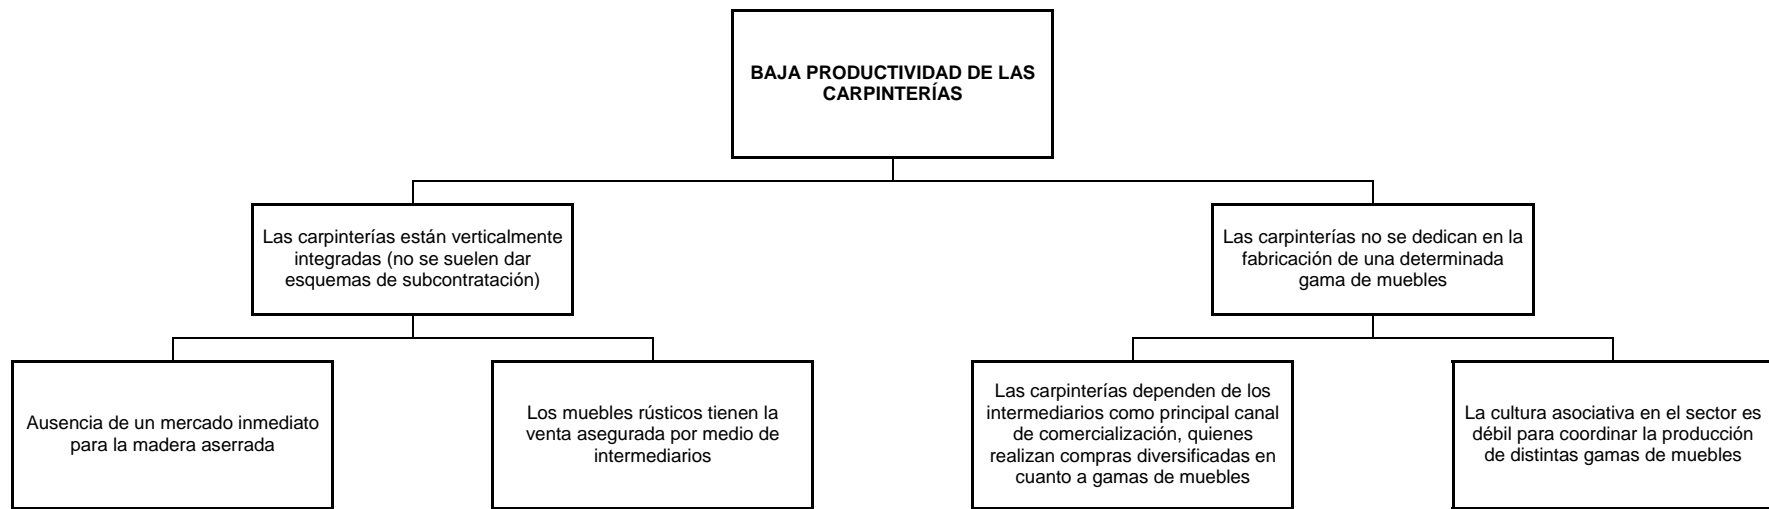 BAJA PRODUCTIVIDAD DE LAS
CARPINTERÍAS
Las carpinterías están verticalmente
integradas (no se suelen dar
esquemas de subcontratación)
Las carpinterías no se dedican en la
fabricación de una determinada
gama de muebles
Ausencia de un mercado inmediato
para la madera aserrada
Los muebles rústicos tienen la
venta asegurada por medio de
intermediarios
Las carpinterías dependen de los
intermediarios como principal canal
de comercialización, quienes
realizan compras diversificadas en
cuanto a gamas de muebles
La cultura asociativa en el sector es
débil para coordinar la producción
de distintas gamas de muebles